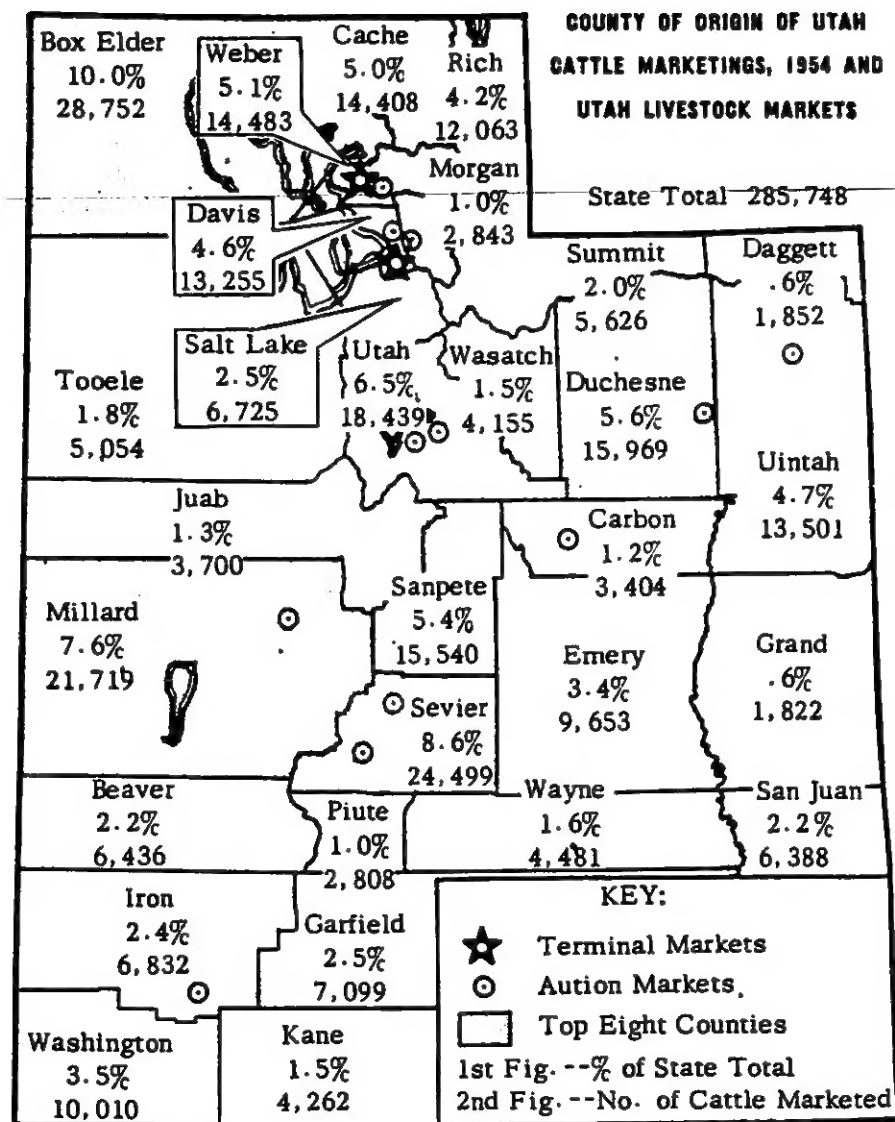 COUNTY OF ORIGIN OF UTAH
CATTLE MARKETINGS, 1954 AND
UTAH LIVESTOCK MARKETS
State Total 285,748
Box Elder
10.0%
28,752
Weber
5.1%
14,483
Cache
5.0%
14,408
Rich
4.2%
12,063
Morgan
1.0%
2,843
Davis
4.6%
13,255
Summit
2.0%
5,626
Daggett
.6%
1,852
Salt Lake
2.5%
6,725
Tooele
1.8%
5,054
Utah
6.5%
18,439
Wasatch
1.5%
4,155
Duchesne
5.6%
15,969
Uintah
4.7%
13,501
Juab
1.3%
3,700
Carbon
1.2%
3,404
Sanpete
5.4%
15,540
Millard
7.6%
21,719
Emery
3.4%
9,653
Grand
.6%
1,822
Sevier
8.6%
24,499
Beaver
2.2%
6,436
Piute
1.0%
2,808
Wayne
1.6%
4,481
San Juan
2.2%
6,388
Iron
2.4%
6,832
Garfield
2.5%
7,099
Washington
3.5%
10,010
Kane
1.5%
4,262
KEY:
Terminal Markets
Aution Markets.
Top Eight Counties
1st Fig. --% of State Total
2nd Fig. --No. of Cattle Marketed